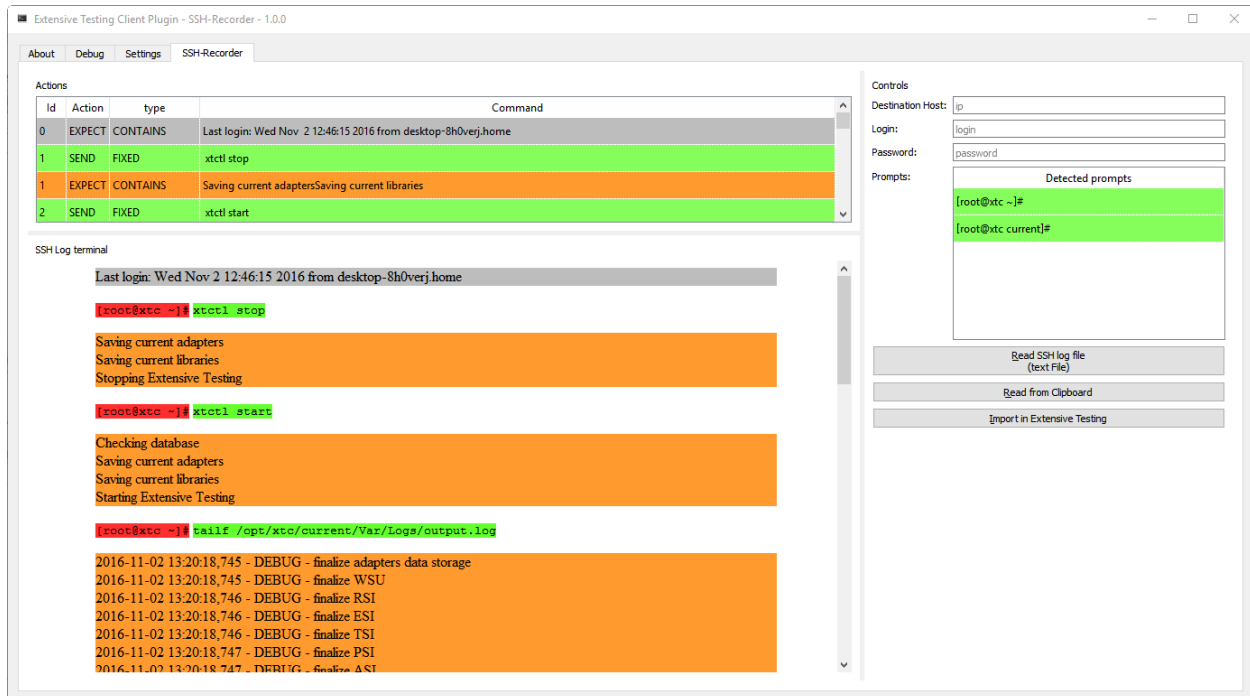 Extensive Testing Client Plugin - SSH-Recorder - 1.0.0
About Debug Settings SSH-Recorder
Actions
Id Action type Command
0 EXPECT CONTAINS Last login: Wed Nov 2 12:46:15 2016 from desktop-8h0verj.home
1 SEND FIXED xtctl stop
1 EXPECT CONTAINS Saving current adaptersSaving current libraries
2 SEND FIXED xtctl start
SSH Log terminal
Last login: Wed Nov 2 12:46:15 2016 from desktop-8h0verj.home
[root@xtc ~]# xtctl stop
Saving current adapters
Saving current libraries
Stopping Extensive Testing
[root@xtc ~]# xtctl start
Checking database
Saving current adapters
Saving current libraries
Starting Extensive Testing
[root@xtc ~]# tailf /opt/xtc/current/Var/Logs/output.log
2016-11-02 13:20:18,745 - DEBUG - finalize adapters data storage
2016-11-02 13:20:18,745 - DEBUG - finalize WSU
2016-11-02 13:20:18,746 - DEBUG - finalize RSI
2016-11-02 13:20:18,746 - DEBUG - finalize ESI
2016-11-02 13:20:18,746 - DEBUG - finalize TSI
2016-11-02 13:20:18,747 - DEBUG - finalize PSI
2016-11-02 13:20:18,747 - DEBUG - finalize ASI
Controls
Destination Host: ip
Login: login
Password: password
Prompts: Detected prompts
[root@xtc ~]#
[root@xtc current]#
Read SSH log file
(text File)
Read from Clipboard
Import in Extensive Testing